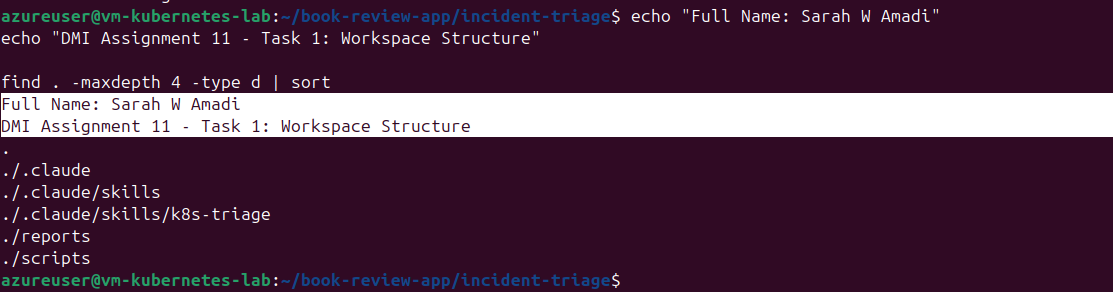 azureuser@vm-kubernetes-lab:~/book-review-app/incident-triage$ echo "Full Name: Sarah W Amadi"
echo "DMI Assignment 11 - Task 1: Workspace Structure"
find . -maxdepth 4 -type d | sort
Full Name: Sarah W Amadi
DMI Assignment 11 - Task 1: Workspace Structure
.
./.claude
./.claude/skills
./.claude/skills/k8s-triage
./reports
./scripts
azureuser@vm-kubernetes-lab:~/book-review-app/incident-triage$